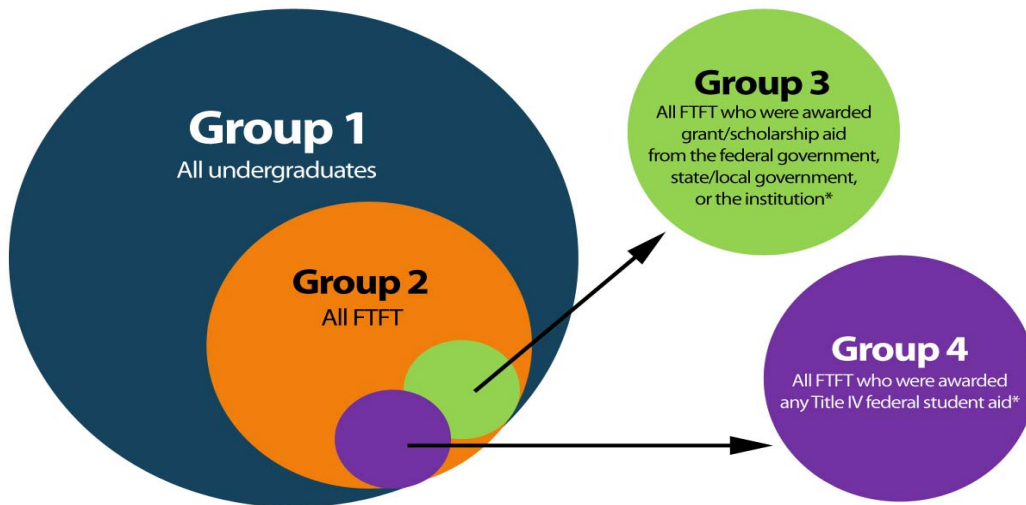 Group 1
All undergraduates
Group 2
All FTFT
Group 3
All FTFT who were awarded
grant/scholarship aid
from the federal government,
state/local government,
or the institution*
Group 4
All FTFT who were awarded
any Title IV federal student aid*